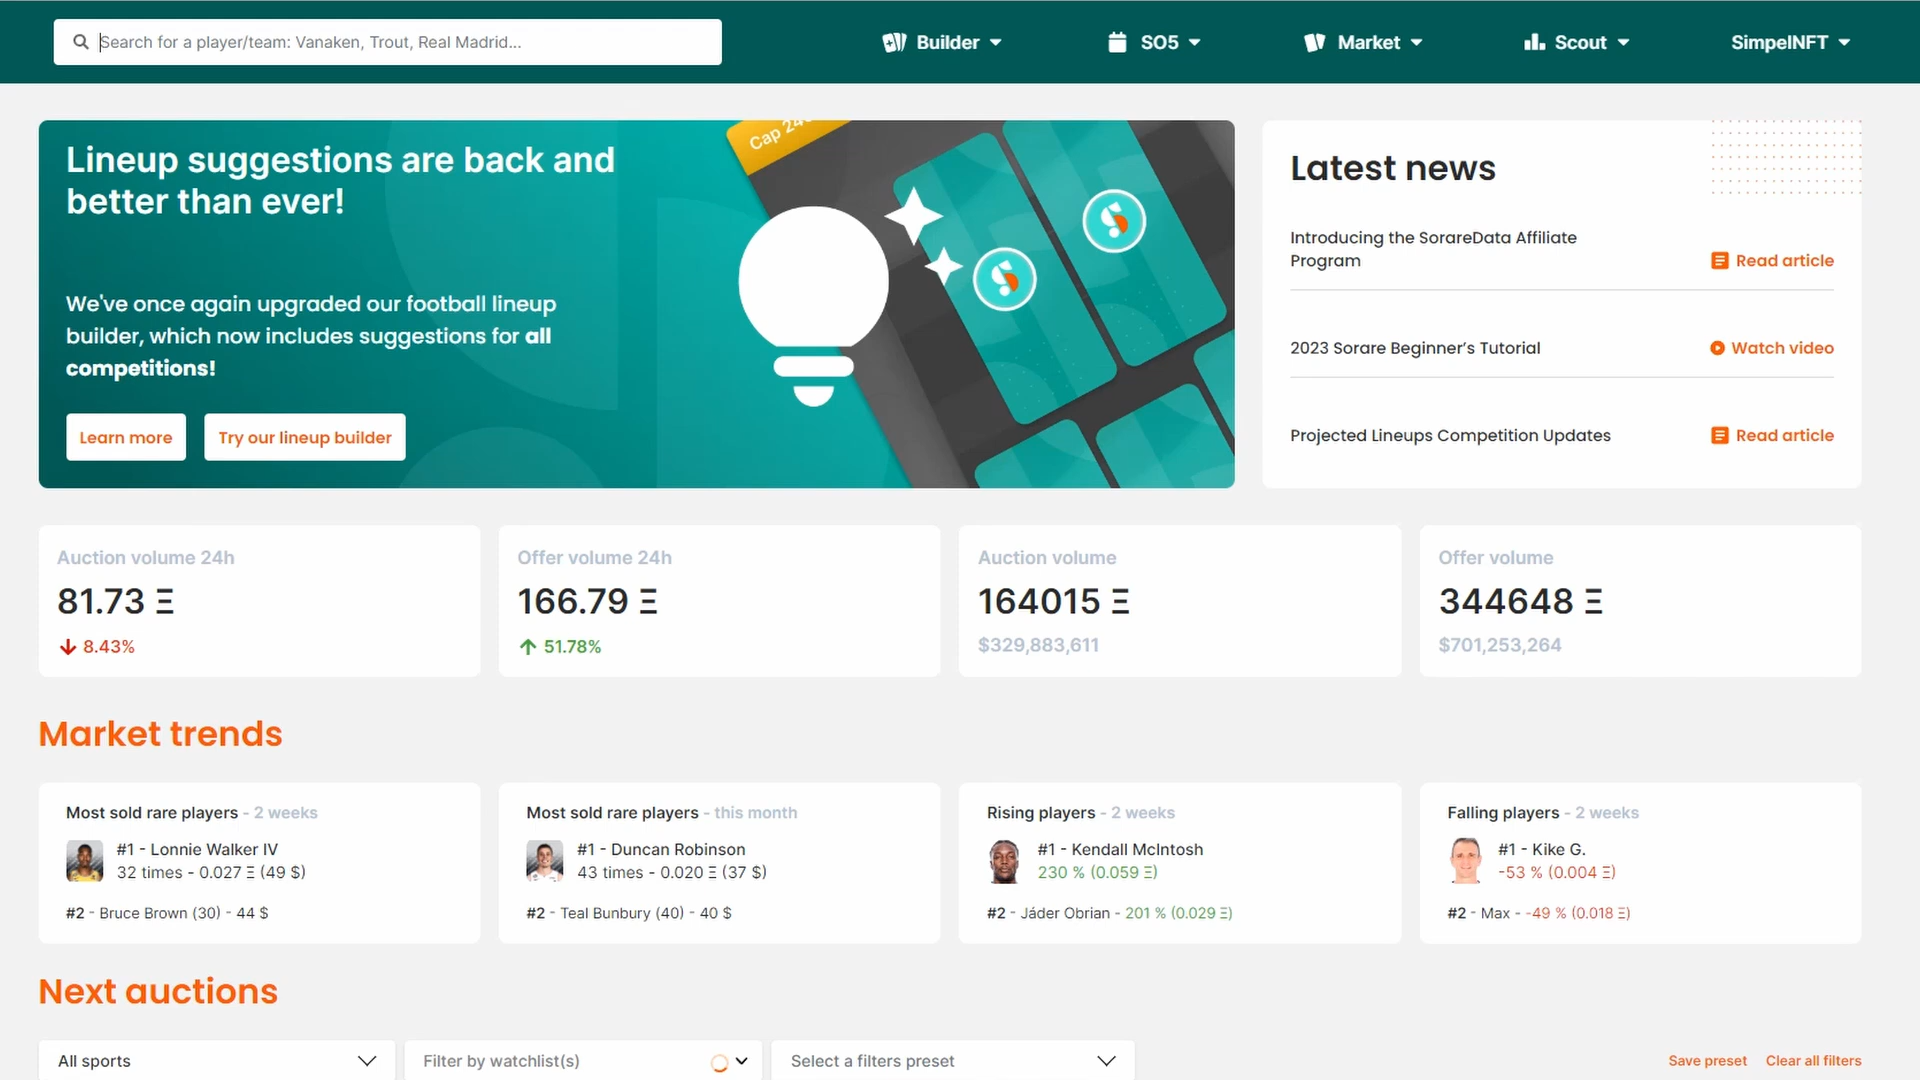 Search for a player/team: Vanaken, Trout, Real Madrid...
Builder
SO5
Market
Scout
SimpelNFT
Lineup suggestions are back and
better than ever!
We've once again upgraded our football lineup
builder, which now includes suggestions for all
competitions!
Learn more
Try our lineup builder
Latest news
Introducing the SorareData Affiliate
Program
Read article
2023 Sorare Beginner's Tutorial
Watch video
Projected Lineups Competition Updates
Read article
Auction volume 24h
81.73 Ξ
8.43%
Offer volume 24h
166.79 Ξ
51.78%
Auction volume
164015 Ξ
$329,883,611
Offer volume
344648 Ξ
$701,253,264
Market trends
Most sold rare players - 2 weeks
#1 - Lonnie Walker IV
32 times - 0.027 Ξ (49 $)
#2 - Bruce Brown (30) - 44 $
Most sold rare players - this month
#1 - Duncan Robinson
43 times - 0.020 Ξ (37 $)
#2 - Teal Bunbury (40) - 40 $
Rising players - 2 weeks
#1 - Kendall McIntosh
230 % (0.059 Ξ)
#2 - Jáder Obrian - 201 % (0.029 Ξ)
Falling players - 2 weeks
#1 - Kike G.
-53 % (0.004 Ξ)
#2 - Max - -49 % (0.018 Ξ)
Next auctions
All sports
Filter by watchlist(s)
Select a filters preset
Save preset
Clear all filters